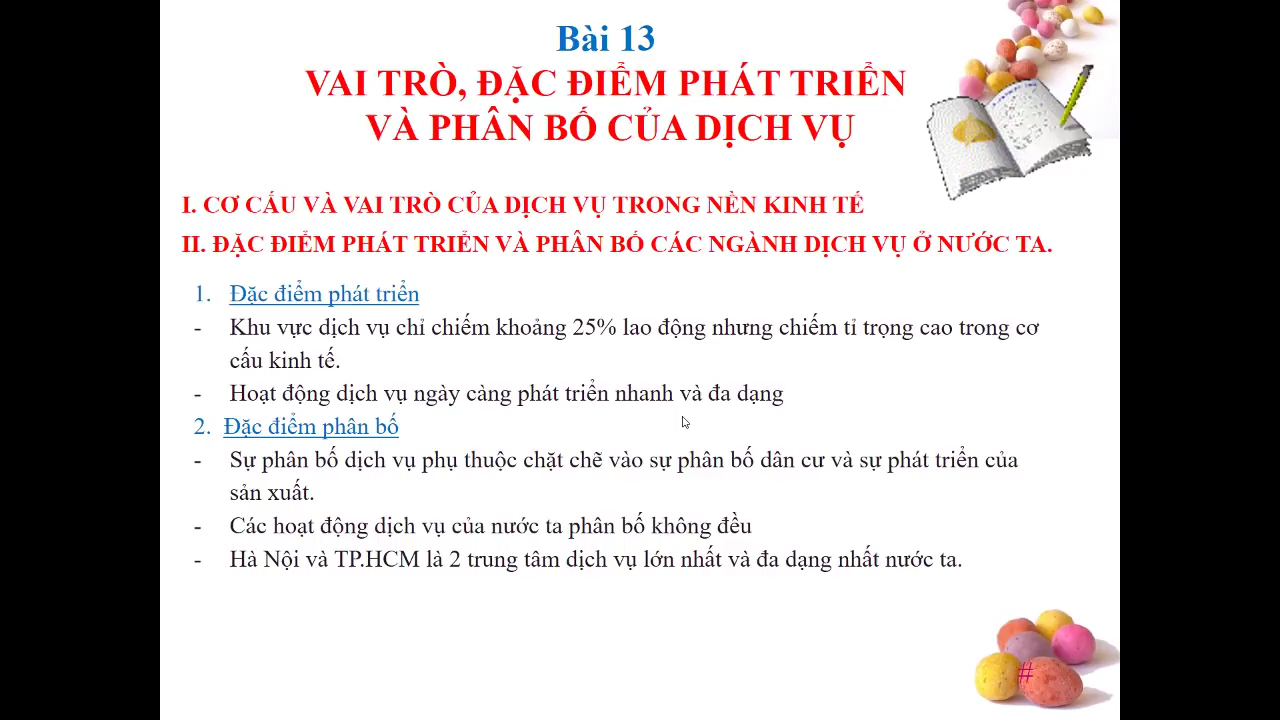 Bài 13
VAI TRÒ, ĐẶC ĐIỂM PHÁT TRIỂN
VÀ PHÂN BỐ CỦA DỊCH VỤ
I. CƠ CẤU VÀ VAI TRÒ CỦA DỊCH VỤ TRONG NỀN KINH TẾ
II. ĐẶC ĐIỂM PHÁT TRIỂN VÀ PHÂN BỐ CÁC NGÀNH DỊCH VỤ Ở NƯỚC TA.
1. Đặc điểm phát triển
- Khu vực dịch vụ chỉ chiếm khoảng 25% lao động nhưng chiếm tỉ trọng cao trong cơ
cấu kinh tế.
- Hoạt động dịch vụ ngày càng phát triển nhanh và đa dạng
2. Đặc điểm phân bố
- Sự phân bố dịch vụ phụ thuộc chặt chẽ vào sự phân bố dân cư và sự phát triển của
sản xuất.
- Các hoạt động dịch vụ của nước ta phân bố không đều
- Hà Nội và TP.HCM là 2 trung tâm dịch vụ lớn nhất và đa dạng nhất nước ta.
#